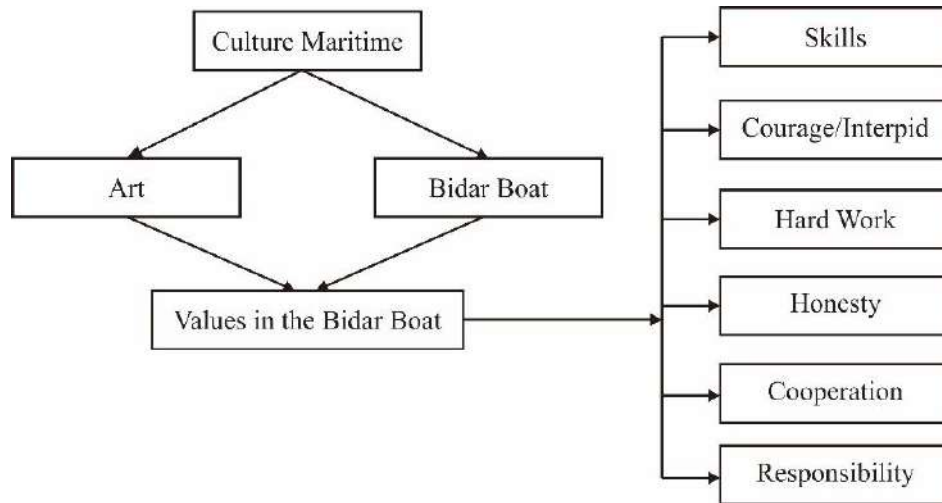 Culture Maritime
Art
Bidar Boat
Values in the Bidar Boat
Skills
Courage/Interpid
Hard Work
Honesty
Cooperation
Responsibility